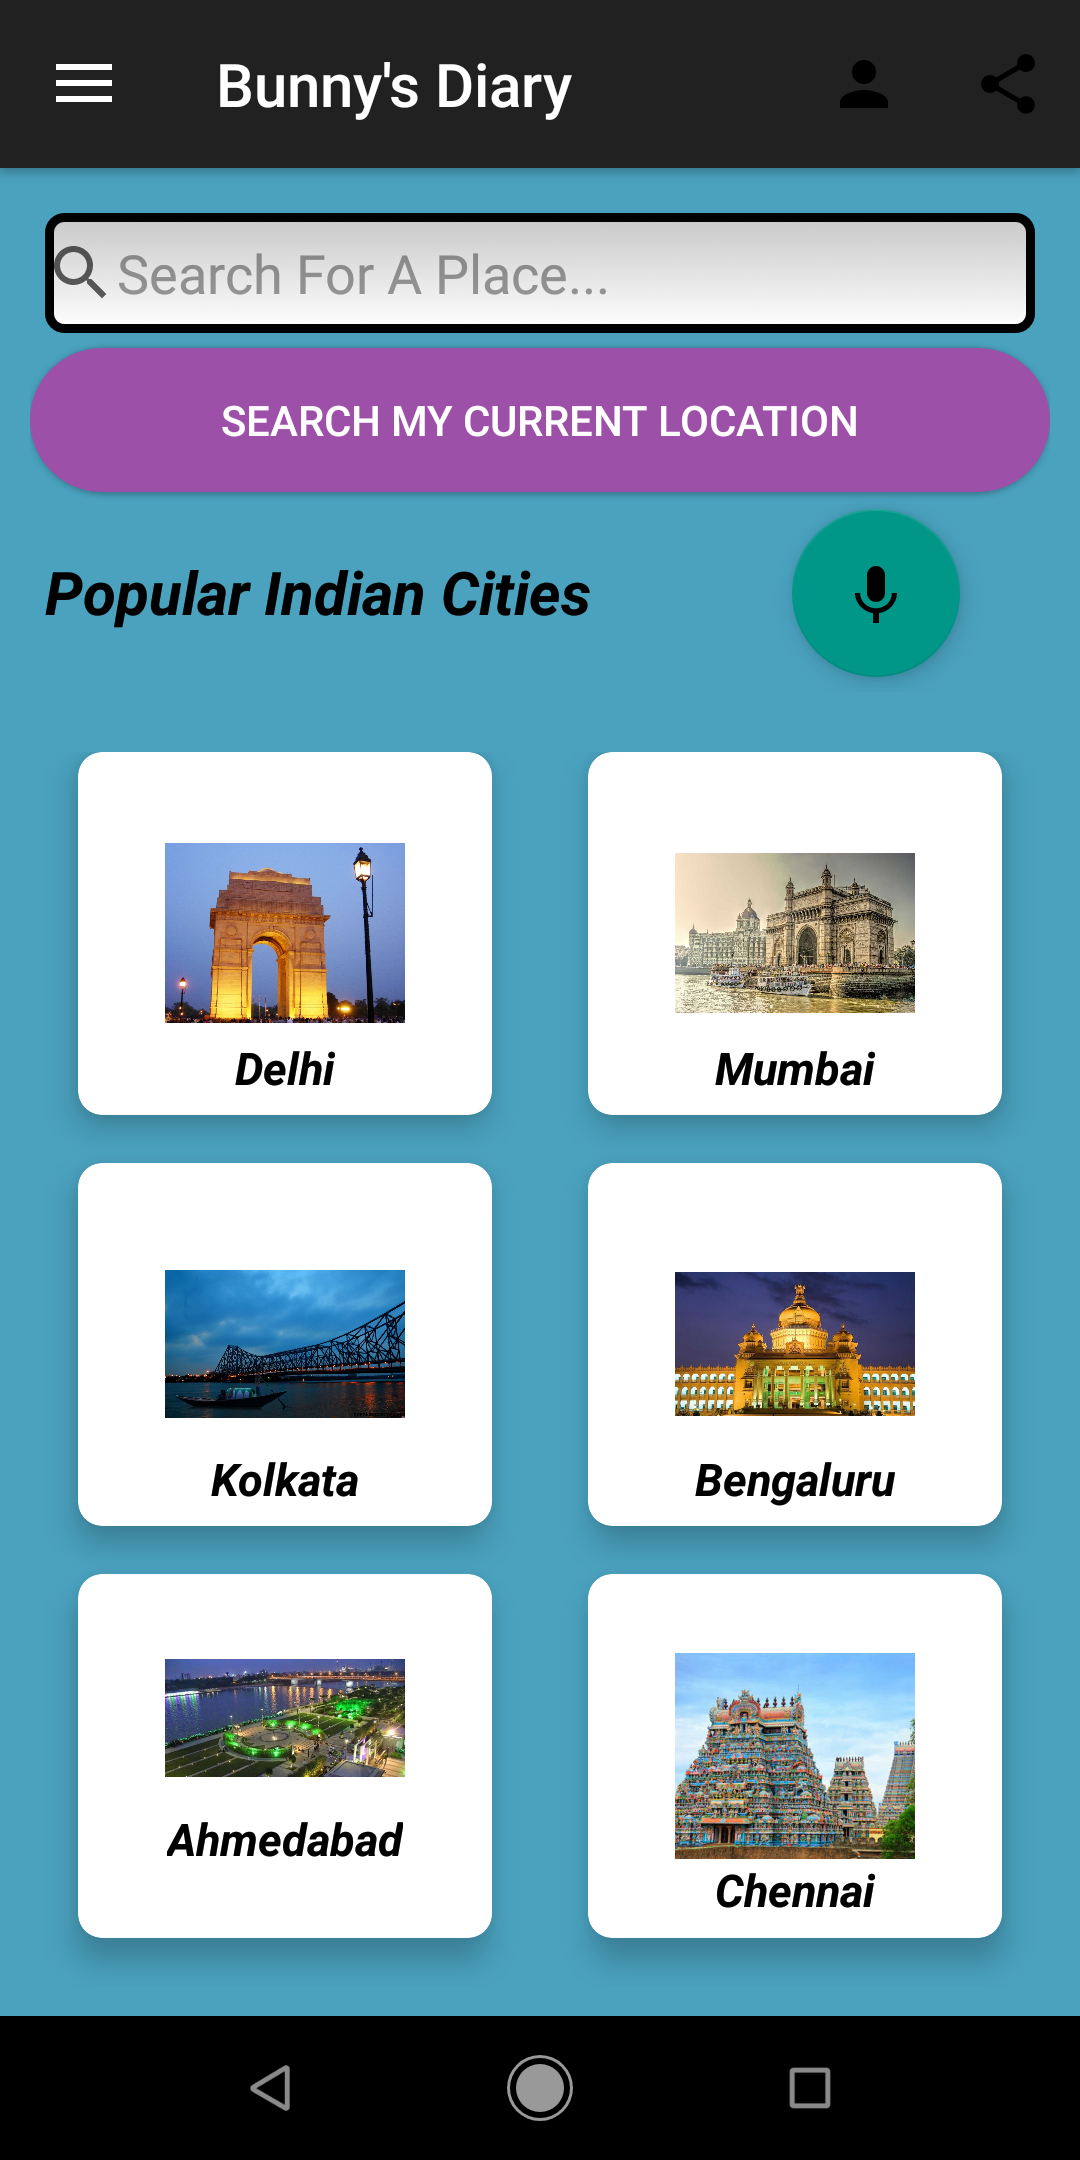 Bunny's Diary
Search For A Place...
SEARCH MY CURRENT LOCATION
Popular Indian Cities
Delhi
Mumbai
Kolkata
Bengaluru
Ahmedabad
Chennai